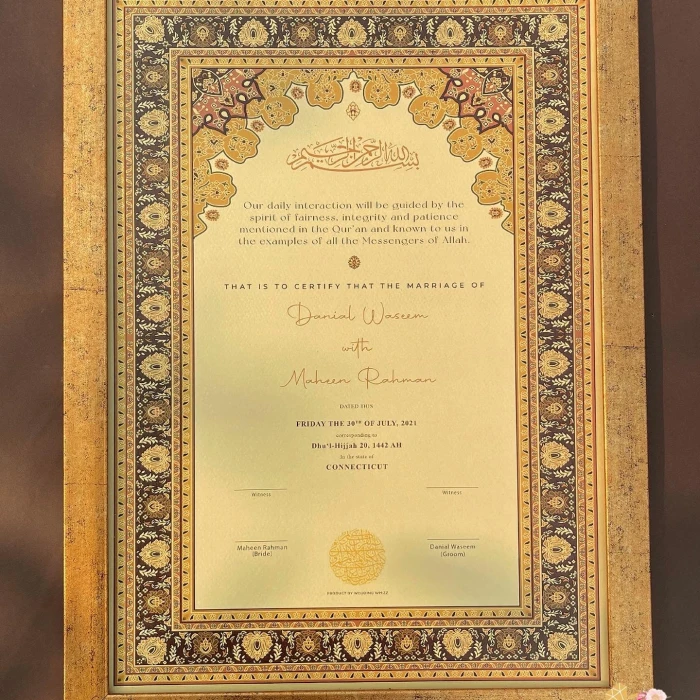 بسم الله الرحمن الرحيم
Our daily interaction will be guided by the
spirit of fairness, integrity and patience
mentioned in the Qur'an and known to us in
the examples of all the Messengers of Allah.
THAT IS TO CERTIFY THAT THE MARRIAGE OF
Danial Waseem
with
Maheen Rahman
DATED THIS
FRIDAY THE 30TH OF JULY, 2021
corresponding to
Dhu'l-Hijjah 20, 1442 AH
In the state of
CONNECTICUT
Witness
Witness
Maheen Rahman
(Bride)
Danial Waseem
(Groom)